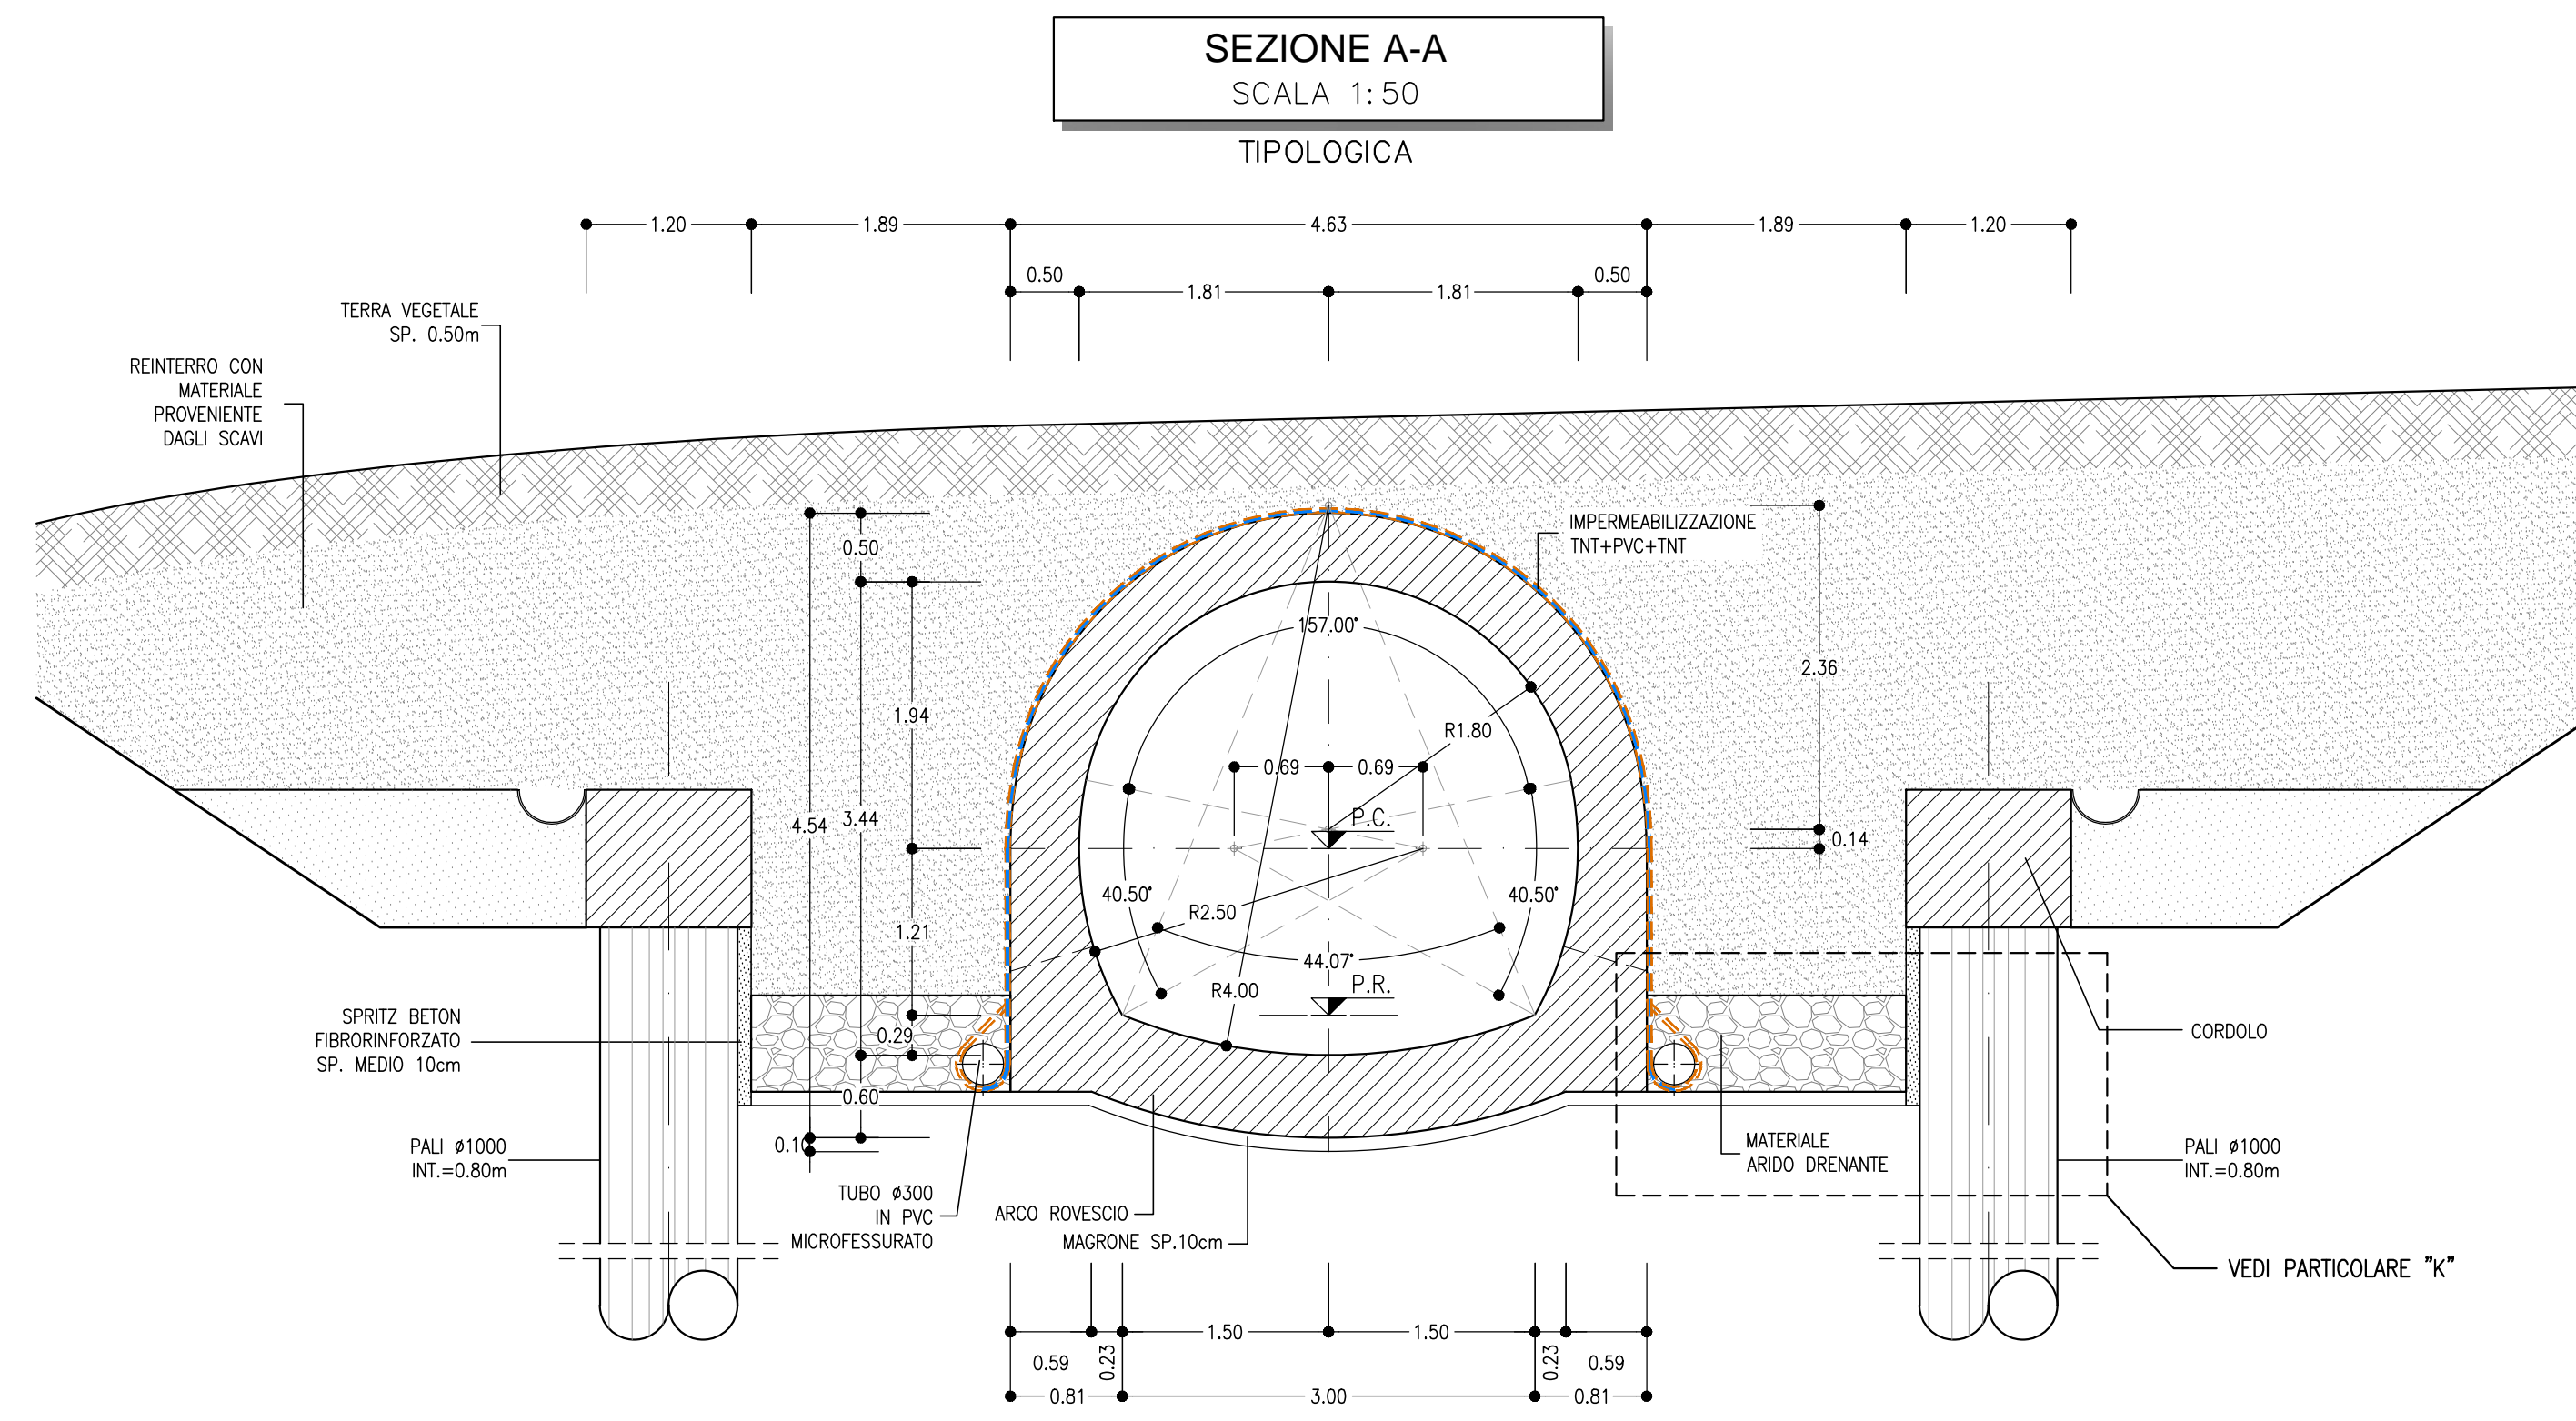 SEZIONE A-A
SCALA 1:50
TIPOLOGICA
1.20
1.89
4.63
1.89
1.20
0.50
1.81
1.81
0.50
TERRA VEGETALE
SP. 0.50m
REINTERRO CON
MATERIALE
PROVENIENTE
DAGLI SCAVI
IMPERMEABILIZZAZIONE
TNT+PVC+TNT
0.50
157.00°
2.36
1.94
R1.80
0.69
0.69
4.54
3.44
P.C.
0.14
40.50°
40.50°
R2.50
1.21
44.07°
R4.00
P.R.
SPRITZ BETON
FIBRORINFORZATO
SP. MEDIO 10cm
0.29
CORDOLO
0.60
0.10
PALI ø1000
INT.=0.80m
MATERIALE
ARIDO DRENANTE
PALI ø1000
INT.=0.80m
TUBO ø300
IN PVC
MICROFESSURATO
ARCO ROVESCIO
MAGRONE SP.10cm
VEDI PARTICOLARE "K"
1.50
1.50
0.59
0.23
0.23
0.59
0.81
3.00
0.81